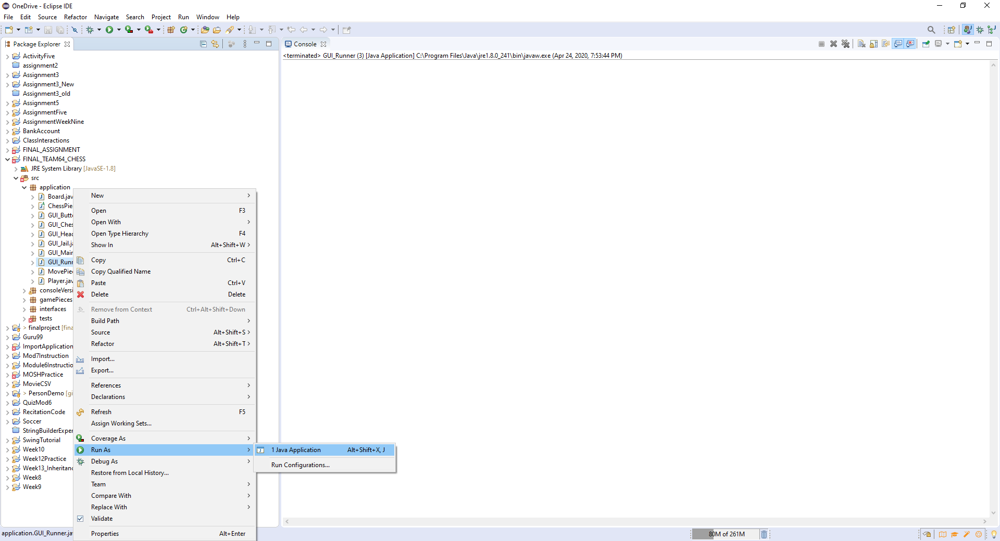 OneDrive - Eclipse IDE
File Edit Source Refactor Navigate Search Project Run Window Help
Package Explorer
ActivityFive
assignment2
Assignment3
Assignment3_New
Assignment3_old
Assignment5
AssignmentFive
AssignmentWeekNine
BankAccount
ClassInteractions
FINAL_ASSIGNMENT
FINAL_TEAM64_CHESS
JRE System Library [JavaSE-1.8]
src
application
Board.jav
ChessPie
GUI_Butt
GUI_Ches
GUI_Head
GUI_Jail.j
GUI_Mair
GUI_Runr
MovePie
Player.jav
consoleVersi
gamePieces
interfaces
tests
> finalproject [fina
Guru99
ImportApplication
Mod7Instruction
Module6Instructio
MOSHPractice
MovieCSV
> PersonDemo [gi
QuizMod6
RecitationCode
Soccer
StringBuilderExper
SwingTutorial
Week10
Week12Practice
Week13_Inheritanc
Week8
Week9
New
Open F3
Open With
Open Type Hierarchy F4
Show In Alt+Shift+W
Copy Ctrl+C
Copy Qualified Name
Paste Ctrl+V
Delete Delete
Remove from Context Ctrl+Alt+Shift+Down
Build Path
Source Alt+Shift+S
Refactor Alt+Shift+T
Import...
Export...
References
Declarations
Refresh F5
Assign Working Sets...
Coverage As
Run As
Debug As
Restore from Local History...
Team
Compare With
Replace With
Validate
Properties Alt+Enter
1 Java Application Alt+Shift+X, J
Run Configurations...
Console
<terminated> GUI_Runner (3) [Java Application] C:\Program Files\Java\jre1.8.0_241\bin\javaw.exe (Apr 24, 2020, 7:53:44 PM)
application.GUI_Runner.ja
80M of 261M